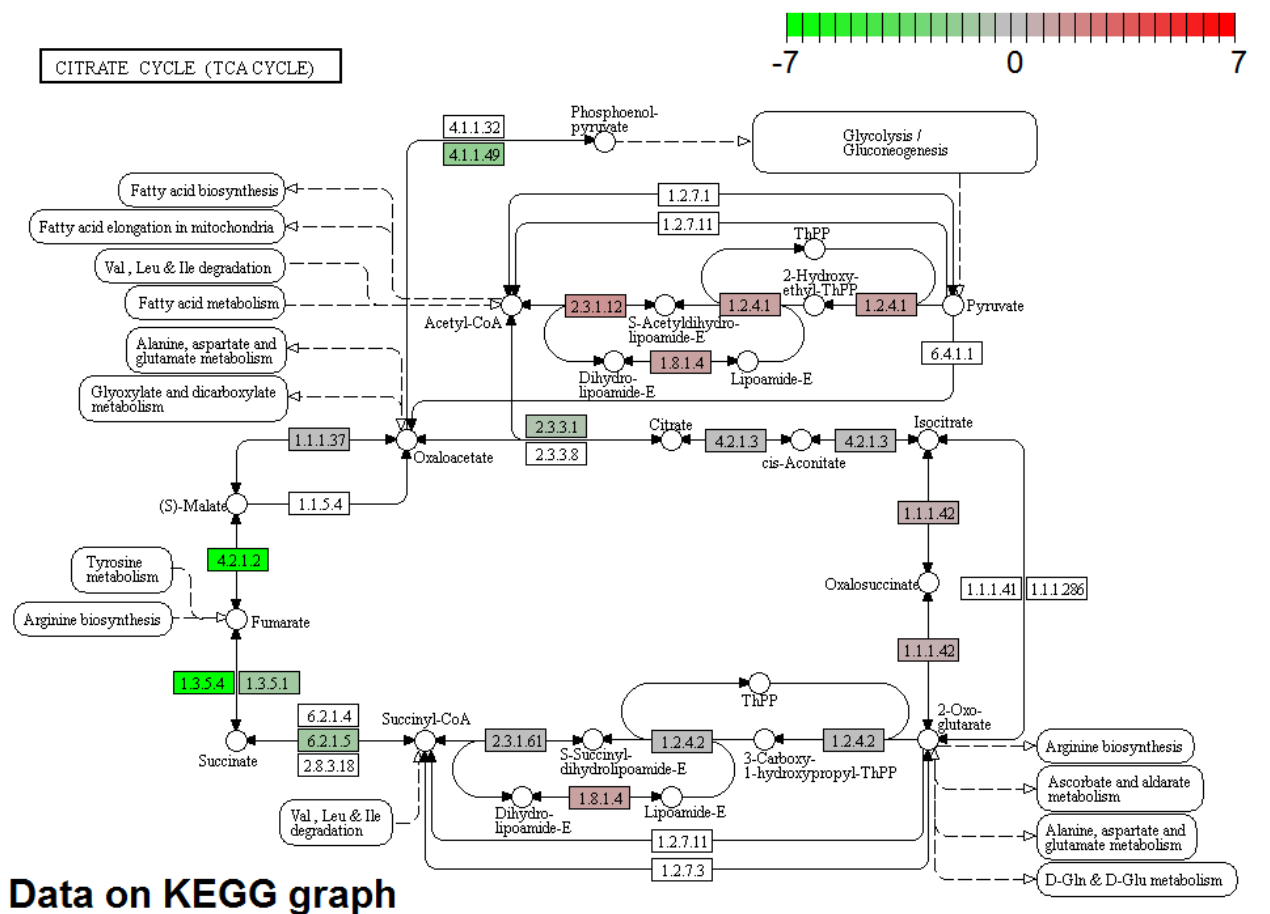 -7
0
7
CITRATE CYCLE (TCA CYCLE)
Phosphoenol-
pyruvate
4.1.1.32
4.1.1.49
Glycolysis /
Gluconeogenesis
Fatty acid biosynthesis
Fatty acid elongation in mitochondria
Val , Leu & Ile degradation
Fatty acid metabolism
1.2.7.1
1.2.7.11
ThPP
2-Hydroxy-
ethyl-ThPP
2.3.1.12
1.2.4.1
1.2.4.1
Acetyl-CoA
S-Acetyldihydro-
lipoamide-E
Pyruvate
Alanine, aspartate and
glutamate metabolism
Glyoxylate and dicarboxylate
metabolism
1.8.1.4
Dihydro-
lipoamide-E
Lipoamide-E
6.4.1.1
1.1.1.37
Oxaloacetate
2.3.3.1
2.3.3.8
Citrate
4.2.1.3
cis-Aconitate
4.2.1.3
Isocitrate
(S)-Malate
1.1.5.4
1.1.1.42
4.2.1.2
Tyrosine
metabolism
Arginine biosynthesis
Fumarate
Oxalosuccinate
1.1.1.41
1.1.1.286
1.1.1.42
1.3.5.4
1.3.5.1
ThPP
Succinate
6.2.1.4
6.2.1.5
2.8.3.18
Succinyl-CoA
2.3.1.61
S-Succinyl-
dihydrolipoamide-E
1.2.4.2
3-Carboxy-
1-hydroxypropyl-ThPP
1.2.4.2
2-Oxo-
glutarate
1.8.1.4
Dihydro-
lipoamide-E
Lipoamide-E
Val , Leu & Ile
degradation
1.2.7.11
1.2.7.3
Arginine biosynthesis
Ascorbate and aldarate
metabolism
Alanine, aspartate and
glutamate metabolism
D-Gln & D-Glu metabolism
Data on KEGG graph